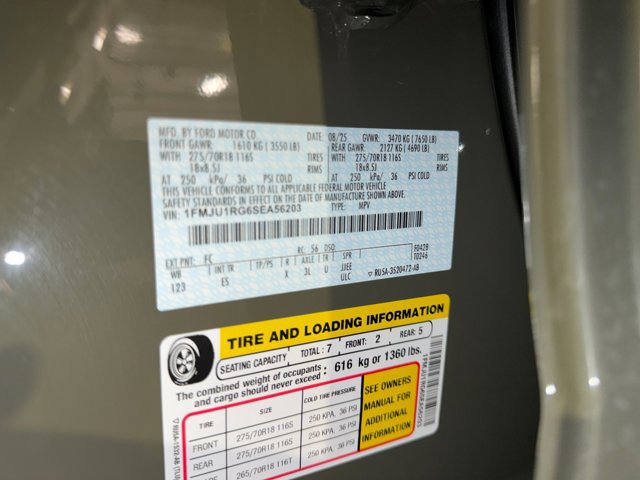 MFD. BY FORD MOTOR CO. DATE: 08/25 GVWR: 3470 KG (7650 LB)
FRONT GAWR: 1610 KG (3550 LB) REAR GAWR: 2127 KG (4690 LB)
WITH 275/70R18 116S TIRES WITH 275/70R18 116S TIRES
18x8.5J RIMS 18x8.5J RIMS
AT 250 kPa/ 36 PSI COLD AT 250 kPa/ 36 PSI COLD
THIS VEHICLE CONFORMS TO ALL APPLICABLE FEDERAL MOTOR VEHICLE
SAFETY STANDARDS IN EFFECT ON THE DATE OF MANUFACTURE SHOWN ABOVE.
VIN: 1FMJU1RG6SEA56203 TYPE: MPV
EXT PNT: FC RC: 56 DSO: F0428
WB INT TR TP/PS R AXLE TR SPR T0246
123 ES X 3L U JJEE
ULC ▽ RU5A-3520472-AB
TIRE AND LOADING INFORMATION
SEATING CAPACITY TOTAL: 7 FRONT: 2 REAR: 5
The combined weight of occupants
and cargo should never exceed : 616 kg or 1360 lbs.
TIRE SIZE COLD TIRE PRESSURE
FRONT 275/70R18 116S 250 KPA, 36 PSI
REAR 275/70R18 116S 250 KPA, 36 PSI
265/70R18 116T 250 KPA, 36 PSI
SEE OWNERS
MANUAL FOR
ADDITIONAL
INFORMATION
1FMJU1RG6SEA56203